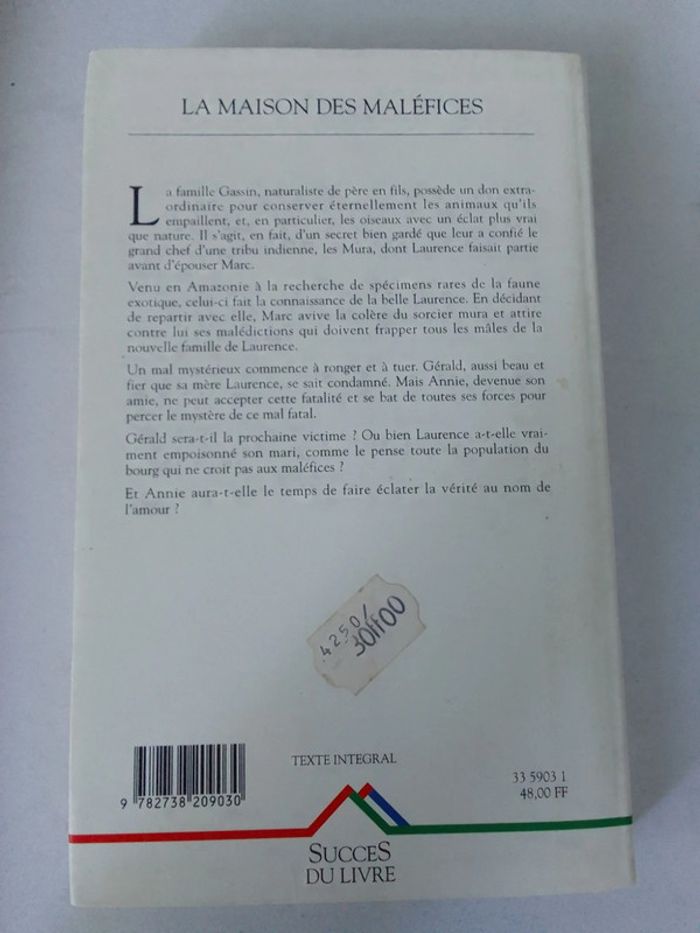 LA MAISON DES MALÉFICES
La famille Gassin, naturaliste de père en fils, possède un don extra-
ordinaire pour conserver éternellement les animaux qu'ils
empaillent, et, en particulier, les oiseaux avec un éclat plus vrai
que nature. Il s'agit, en fait, d'un secret bien gardé que leur a confié le
grand chef d'une tribu indienne, les Mura, dont Laurence faisait partie
avant d'épouser Marc.
Venu en Amazonie à la recherche de spécimens rares de la faune
exotique, celui-ci fait la connaissance de la belle Laurence. En décidant
de repartir avec elle, Marc avive la colère du sorcier mura et attire
contre lui ses malédictions qui doivent frapper tous les mâles de la
nouvelle famille de Laurence.
Un mal mystérieux commence à ronger et à tuer. Gérald, aussi beau et
fier que sa mère Laurence, se sait condamné. Mais Annie, devenue son
amie, ne peut accepter cette fatalité et se bat de toutes ses forces pour
percer le mystère de ce mal fatal.
Gérald sera-t-il la prochaine victime ? Ou bien Laurence a-t-elle vrai-
ment empoisonné son mari, comme le pense toute la population du
bourg qui ne croit pas aux maléfices ?
Et Annie aura-t-elle le temps de faire éclater la vérité au nom de
l'amour ?
4250/
30FF00
TEXTE INTEGRAL
33 5903 1
48,00 FF
9 782738 209030
SUCCES
DU LIVRE